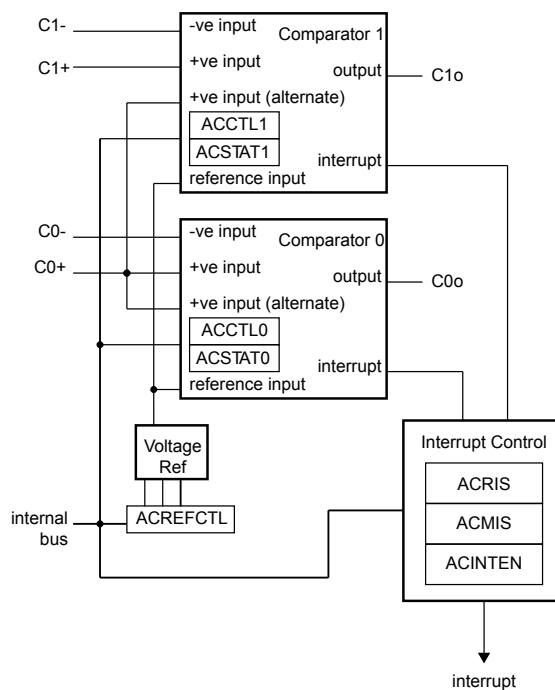 C1-
-ve input
Comparator 1
C1+
+ve input
output
C1o
+ve input (alternate)
ACCTL1
ACSTAT1
interrupt
reference input
C0-
-ve input
Comparator 0
C0+
+ve input
output
C0o
+ve input (alternate)
ACCTL0
ACSTAT0
interrupt
reference input
Voltage
Ref
Interrupt Control
ACRIS
ACMIS
ACINTEN
internal
bus
ACREFCTL
interrupt